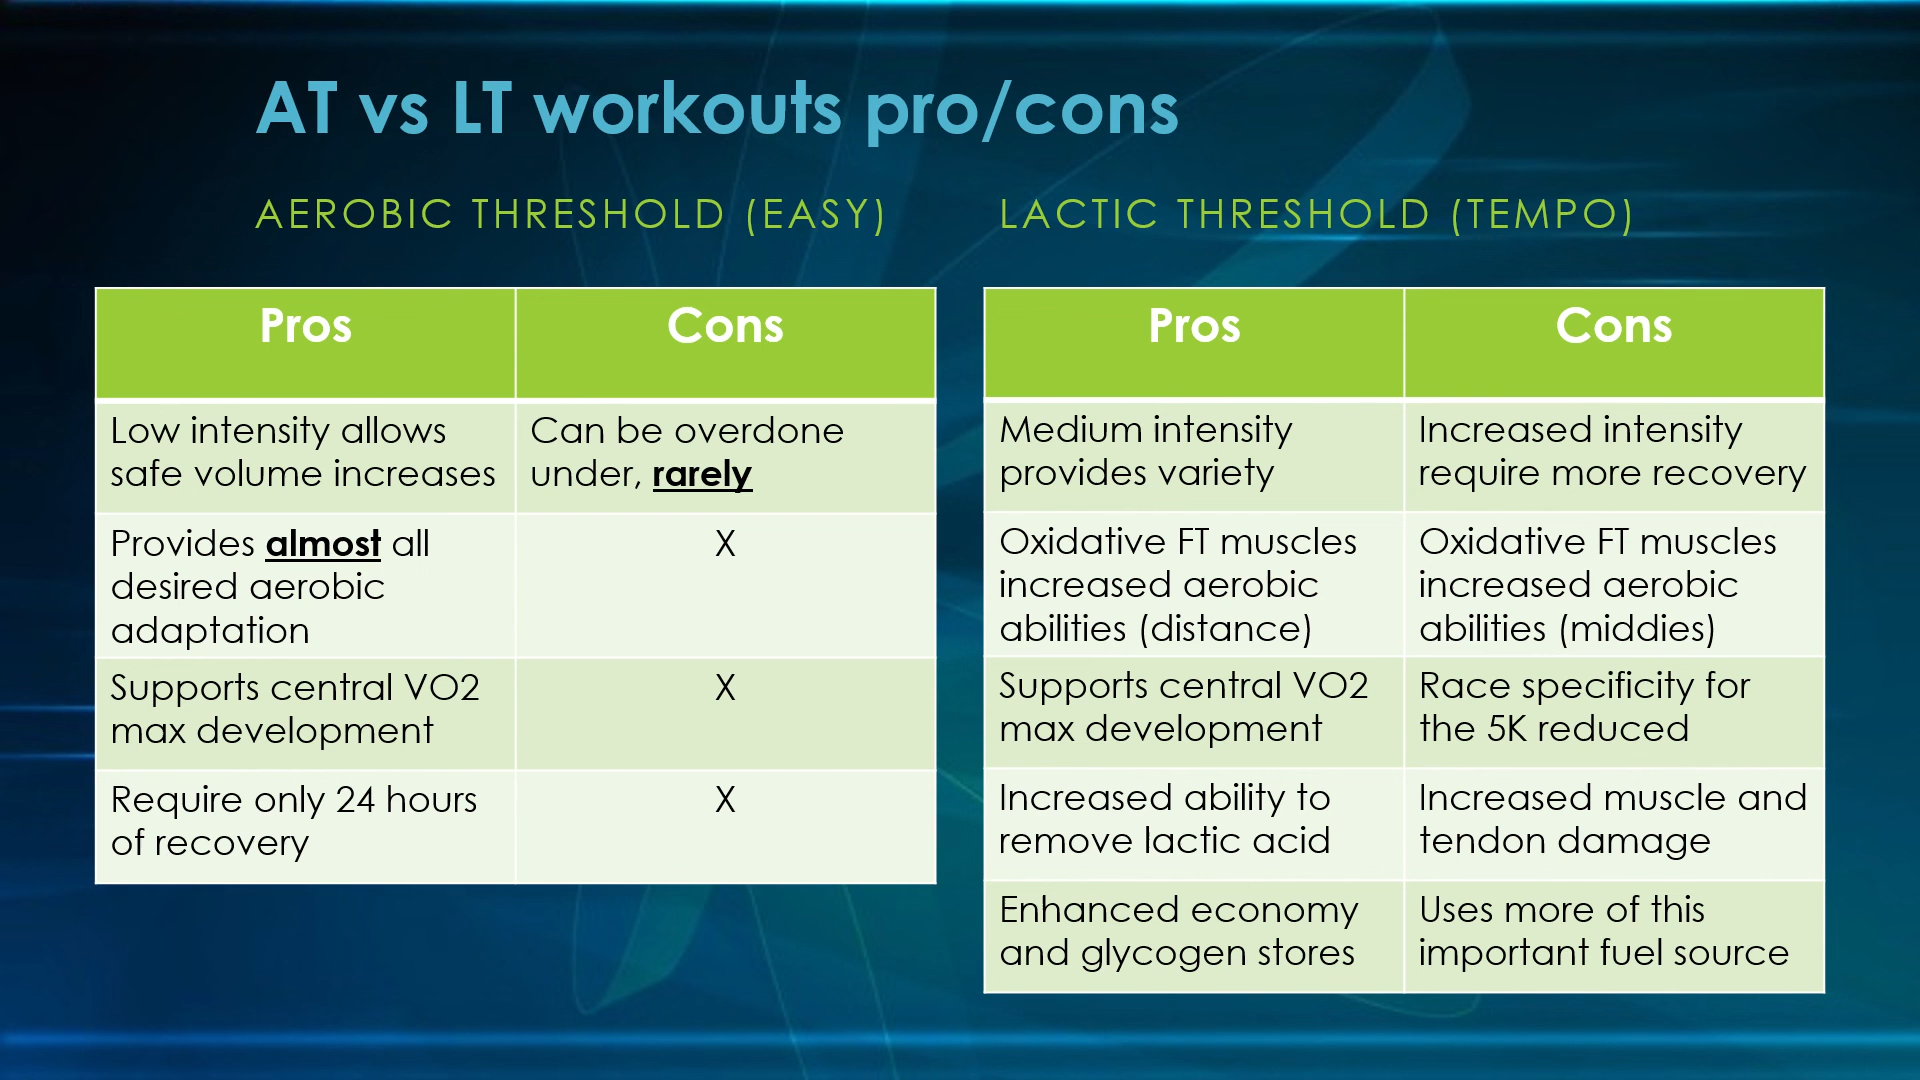 AT vs LT workouts pro/cons
AEROBIC THRESHOLD (EASY)
Pros
Cons
Low intensity allows
safe volume increases
Can be overdone
under, rarely
Provides almost all
desired aerobic
adaptation
X
Supports central VO2
max development
X
Require only 24 hours
of recovery
X
LACTIC THRESHOLD (TEMPO)
Pros
Cons
Medium intensity
provides variety
Increased intensity
require more recovery
Oxidative FT muscles
increased aerobic
abilities (distance)
Oxidative FT muscles
increased aerobic
abilities (middies)
Supports central VO2
max development
Race specificity for
the 5K reduced
Increased ability to
remove lactic acid
Increased muscle and
tendon damage
Enhanced economy
and glycogen stores
Uses more of this
important fuel source